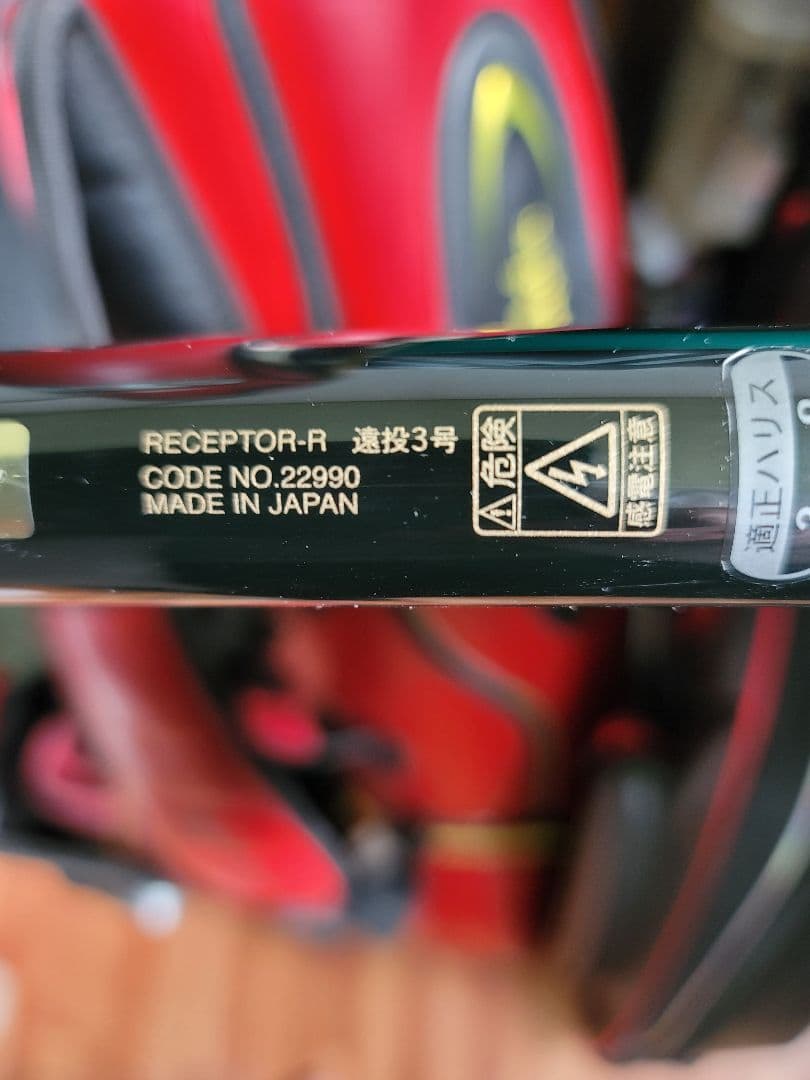 RECEPTOR-R 遠投3号
CODE NO.22990
MADE IN JAPAN
危険
感電注意
適正ハリス